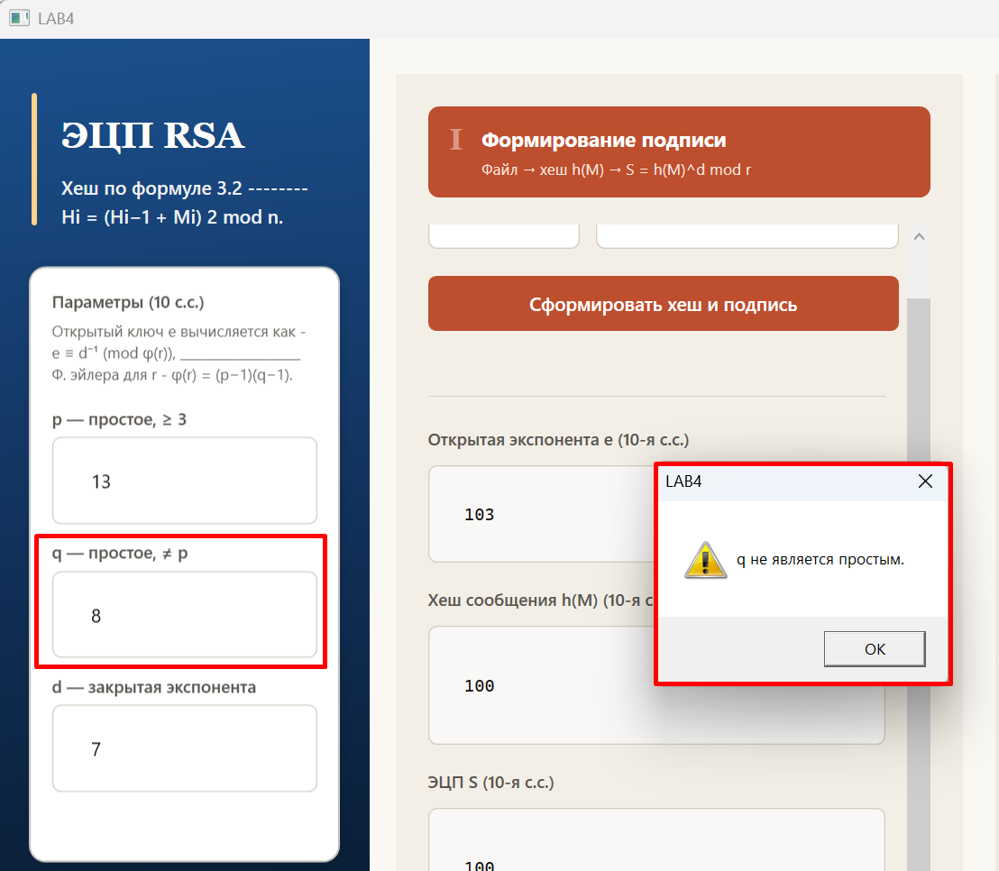 LAB4
ЭЦП RSA
Хеш по формуле 3.2 --------
Hi = (Hi−1 + Mi) 2 mod n.
Параметры (10 с.с.)
Открытый ключ e вычисляется как -
e ≡ d⁻¹ (mod φ(r)), _________________
Ф. эйлера для r - φ(r) = (p−1)(q−1).
p — простое, ≥ 3
13
q — простое, ≠ p
8
d — закрытая экспонента
7
I
Формирование подписи
Файл → хеш h(M) → S = h(M)^d mod r
Сформировать хеш и подпись
Открытая экспонента e (10-я с.с.)
103
Хеш сообщения h(M) (10-я с
100
ЭЦП S (10-я с.с.)
100
LAB4
q не является простым.
OK